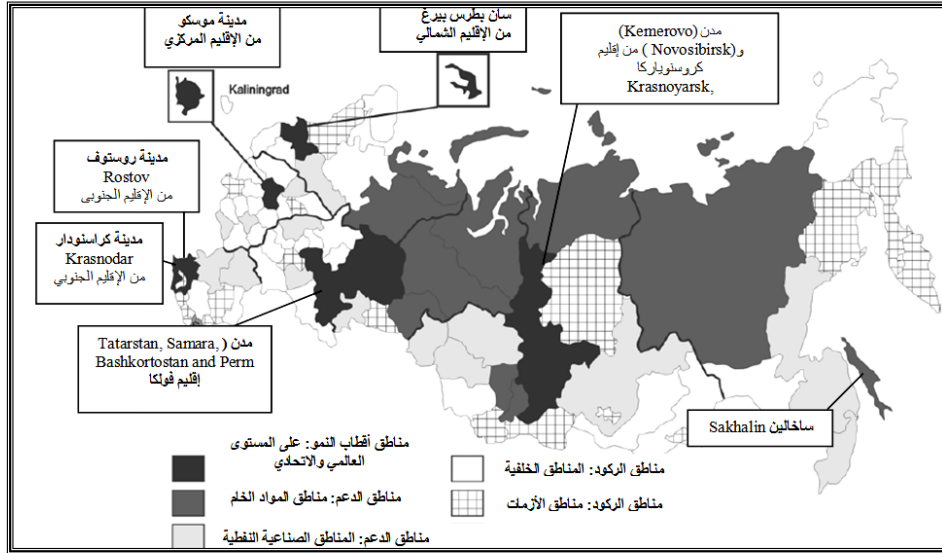 مدينة موسكو
من الإقليم المركزي
سان بطرس بيرغ
من الإقليم الشمالي
مدن (Kemerovo)
و(Novosibirsk ) من إقليم
كروسنوياركا
Krasnoyarsk,
Kaliningrad
مدينة روستوف
Rostov
من الإقليم الجنوبى
مدينة كراسنودار
Krasnodar
من الإقليم الجنوبي
مدن ( Tatarstan, Samara,
Bashkortostan and Perm
إقليم فولكا
ساخالين Sakhalin
مناطق أقطاب النمو: على المستوى
العالمي والاتحادي
مناطق الدعم: مناطق المواد الخام
مناطق الدعم: المناطق الصناعية النفطية
مناطق الركود: المناطق الخلفية
مناطق الركود: مناطق الأزمات